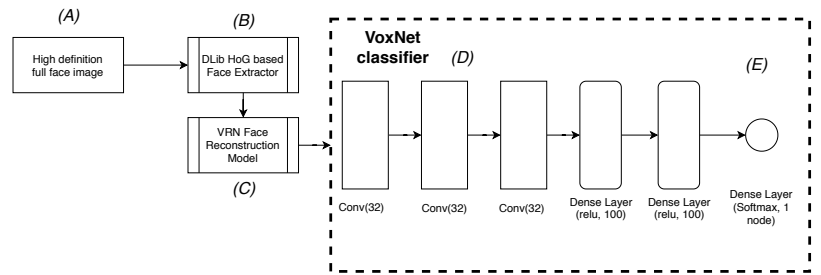 (A)
High definition
full face image
(B)
DLib HoG based
Face Extractor
VRN Face
Reconstruction
Model
(C)
VoxNet
classifier
(D)
(E)
Conv(32)
Conv(32)
Conv(32)
Dense Layer
(relu, 100)
Dense Layer
(relu, 100)
Dense Layer
(Softmax, 1
node)